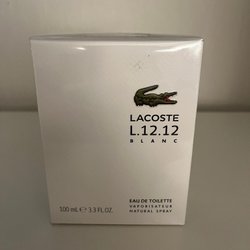 LACOSTE
L.12.12
BLANC
EAU DE TOILETTE
VAPORISATEUR
NATURAL SPRAY
100 mL ℮ 3.3 FL.OZ.